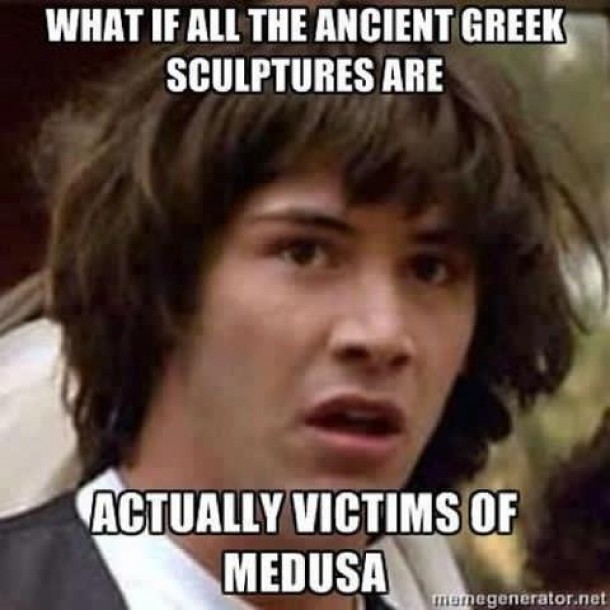 WHAT IF ALL THE ANCIENT GREEK
SCULPTURES ARE
ACTUALLY VICTIMS OF
MEDUSA
memegenerator.net